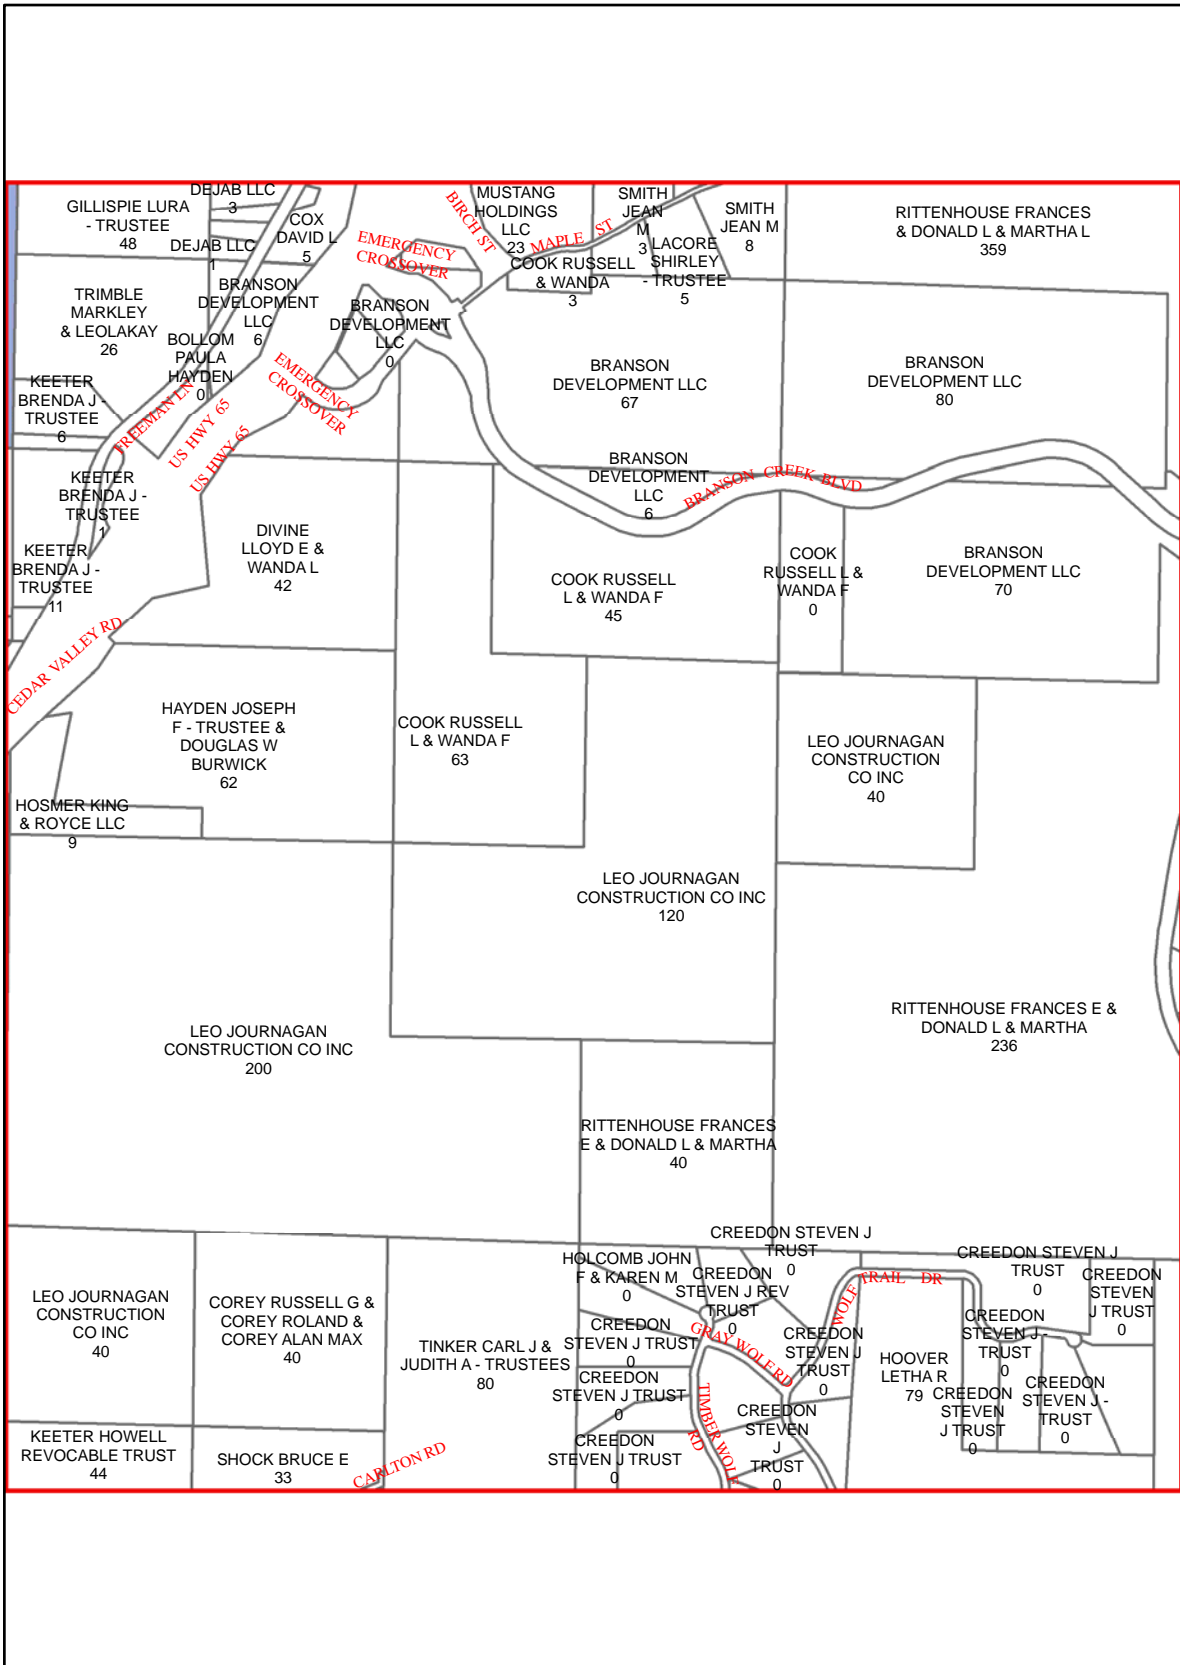 DEJAB LLC
3
GILLISPIE LURA
- TRUSTEE
48
COX
DAVID L
5
DEJAB LLC
1
BIRCH ST
MUSTANG
HOLDINGS
LLC
23
MAPLE ST
SMITH
JEAN
M
3
SMITH
JEAN M
8
RITTENHOUSE FRANCES
& DONALD L & MARTHA L
359
EMERGENCY
CROSSOVER
LACORE
SHIRLEY
- TRUSTEE
5
COOK RUSSELL
& WANDA
3
TRIMBLE
MARKLEY
& LEOLAKAY
26
BRANSON
DEVELOPMENT
LLC
6
BRANSON
DEVELOPMENT
LLC
0
BOLLOM
PAULA
HAYDEN
0
EMERGENCY
CROSSOVER
BRANSON
DEVELOPMENT LLC
67
BRANSON
DEVELOPMENT LLC
80
KEETER
BRENDA J -
TRUSTEE
6
FREEMAN LN
US HWY 65
US HWY 65
BRANSON
DEVELOPMENT
LLC
6
BRANSON CREEK BLVD
KEETER
BRENDA J -
TRUSTEE
1
DIVINE
LLOYD E &
WANDA L
42
KEETER
BRENDA J -
TRUSTEE
11
COOK RUSSELL
L & WANDA F
45
COOK
RUSSELL L &
WANDA F
0
BRANSON
DEVELOPMENT LLC
70
CEDAR VALLEY RD
HAYDEN JOSEPH
F - TRUSTEE &
DOUGLAS W
BURWICK
62
COOK RUSSELL
L & WANDA F
63
LEO JOURNAGAN
CONSTRUCTION
CO INC
40
HOSMER KING
& ROYCE LLC
9
LEO JOURNAGAN
CONSTRUCTION CO INC
120
LEO JOURNAGAN
CONSTRUCTION CO INC
200
RITTENHOUSE FRANCES E &
DONALD L & MARTHA
236
RITTENHOUSE FRANCES
E & DONALD L & MARTHA
40
LEO JOURNAGAN
CONSTRUCTION
CO INC
40
COREY RUSSELL G &
COREY ROLAND &
COREY ALAN MAX
40
TINKER CARL J &
JUDITH A - TRUSTEES
80
HOLCOMB JOHN
F & KAREN M
0
CREEDON STEVEN J
TRUST
0
CREEDON
STEVEN J REV
TRUST
0
CREEDON STEVEN J
TRUST
0
CREEDON
STEVEN
J TRUST
0
WOLF TRAIL DR
CREEDON
STEVEN J TRUST
0
GRAY WOLF RD
CREEDON
STEVEN J
TRUST
0
HOOVER
LETHA R
79
CREEDON
STEVEN J -
TRUST
0
CREEDON
STEVEN J TRUST
0
TIMBER WOLF
RD
CREEDON
STEVEN
J TRUST
0
CREEDON
STEVEN J -
TRUST
0
CREEDON
STEVEN J TRUST
0
CREEDON
STEVEN
J
TRUST
0
KEETER HOWELL
REVOCABLE TRUST
44
SHOCK BRUCE E
33
CARLTON RD